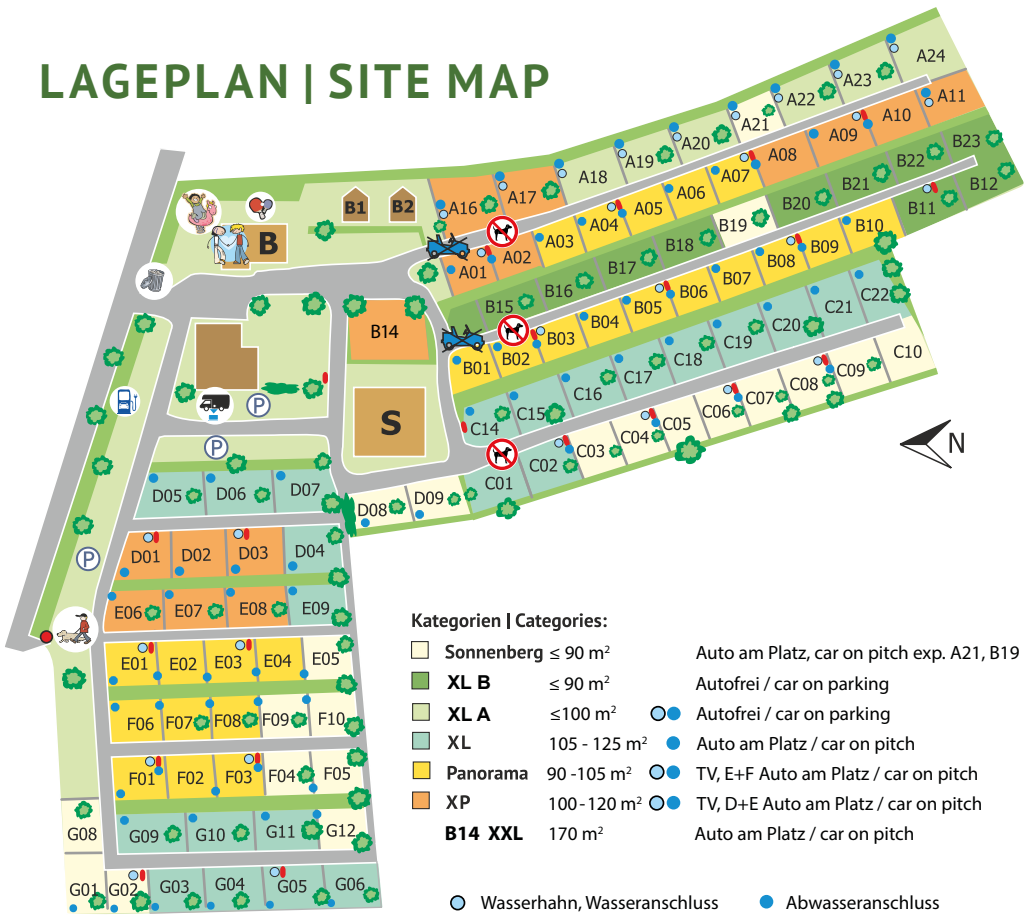 LAGEPLAN | SITE MAP
A24
A23
A22
A21
A20
A19
A18
A17
A16
A11
A10
A09
A08
A07
A06
A05
A04
A03
A02
A01
B1
B2
B
B23
B22
B21
B20
B19
B18
B17
B16
B15
B12
B11
B10
B09
B08
B07
B06
B05
B04
B03
B02
B01
B14
S
C22
C21
C20
C19
C18
C17
C16
C15
C14
C10
C09
C08
C07
C06
C05
C04
C03
C02
C01
N
P
P
P
D05 D06 D07
D08 D09
D01 D02 D03 D04
E06 E07 E08 E09
E01 E02 E03 E04 E05
F06 F07 F08 F09 F10
F01 F02 F03 F04 F05
G08 G09 G10 G11 G12
G01 G02 G03 G04 G05 G06
Kategorien | Categories:
Sonnenberg ≤ 90 m² Auto am Platz, car on pitch exp. A21, B19
XL B ≤ 90 m² Autofrei / car on parking
XL A ≤100 m² Autofrei / car on parking
XL 105 - 125 m² Auto am Platz / car on pitch
Panorama 90 -105 m² TV, E+F Auto am Platz / car on pitch
XP 100-120 m² TV, D+E Auto am Platz / car on pitch
B14 XXL 170 m² Auto am Platz / car on pitch
Wasserhahn, Wasseranschluss Abwasseranschluss